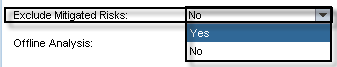 Exclude Mitigated Risks: No
Yes
Offline Analysis:
No